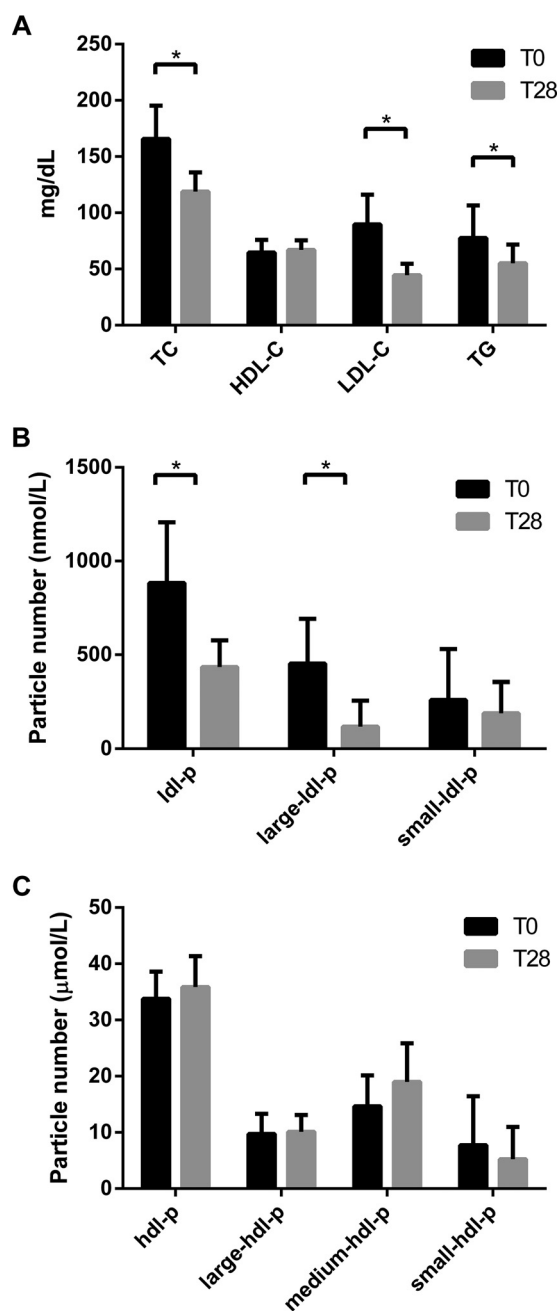 A
250
200
150
100
50
0
mg/dL
*
*
*
T0
T28
TC
HDL-C
LDL-C
TG
B
1500
1000
500
0
Particle number (nmol/L)
*
*
T0
T28
ldl-p
large-ldl-p
small-ldl-p
C
50
40
30
20
10
0
Particle number (μmol/L)
T0
T28
hdl-p
large-hdl-p
medium-hdl-p
small-hdl-p